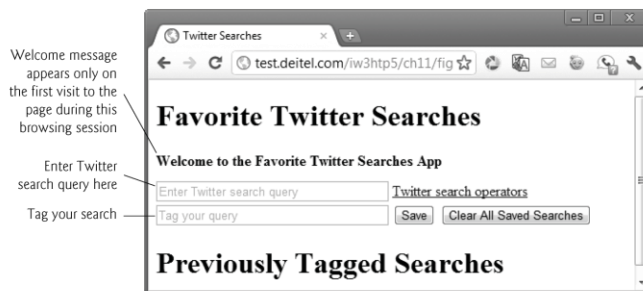 Twitter Searches
test.deitel.com/iw3htp5/ch11/fig
Welcome message
appears only on
the first visit to the
page during this
browsing session
Favorite Twitter Searches
Welcome to the Favorite Twitter Searches App
Enter Twitter
search query here
Enter Twitter search query
Twitter search operators
Tag your search
Tag your query
Save
Clear All Saved Searches
Previously Tagged Searches